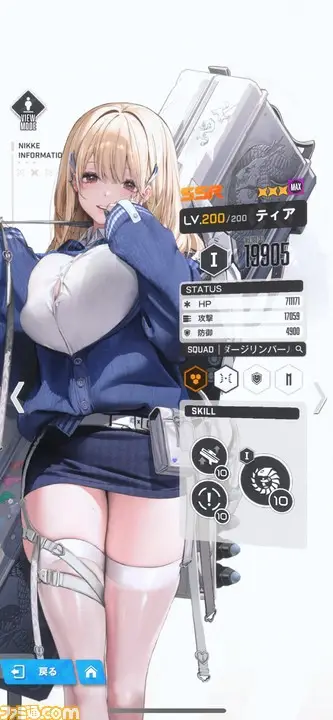 VIEW
MODE
NIKKE
INFORMATIO
SSR
MAX
LV.200/200 ティア
I
19905
STATUS
HP 711171
攻撃 17059
防御 4900
SQUAD
ダージリンバー
SKILL
I
10
10
10
戻る
ファミ通.com